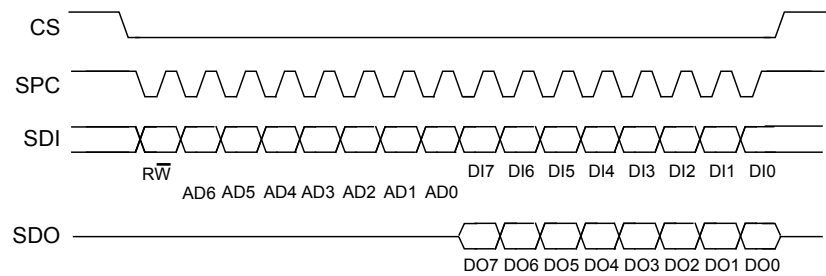 CS
SPC
SDI
RW̅ DI7 DI6 DI5 DI4 DI3 DI2 DI1 DI0
AD6 AD5 AD4 AD3 AD2 AD1 AD0
SDO
DO7 DO6 DO5 DO4 DO3 DO2 DO1 DO0